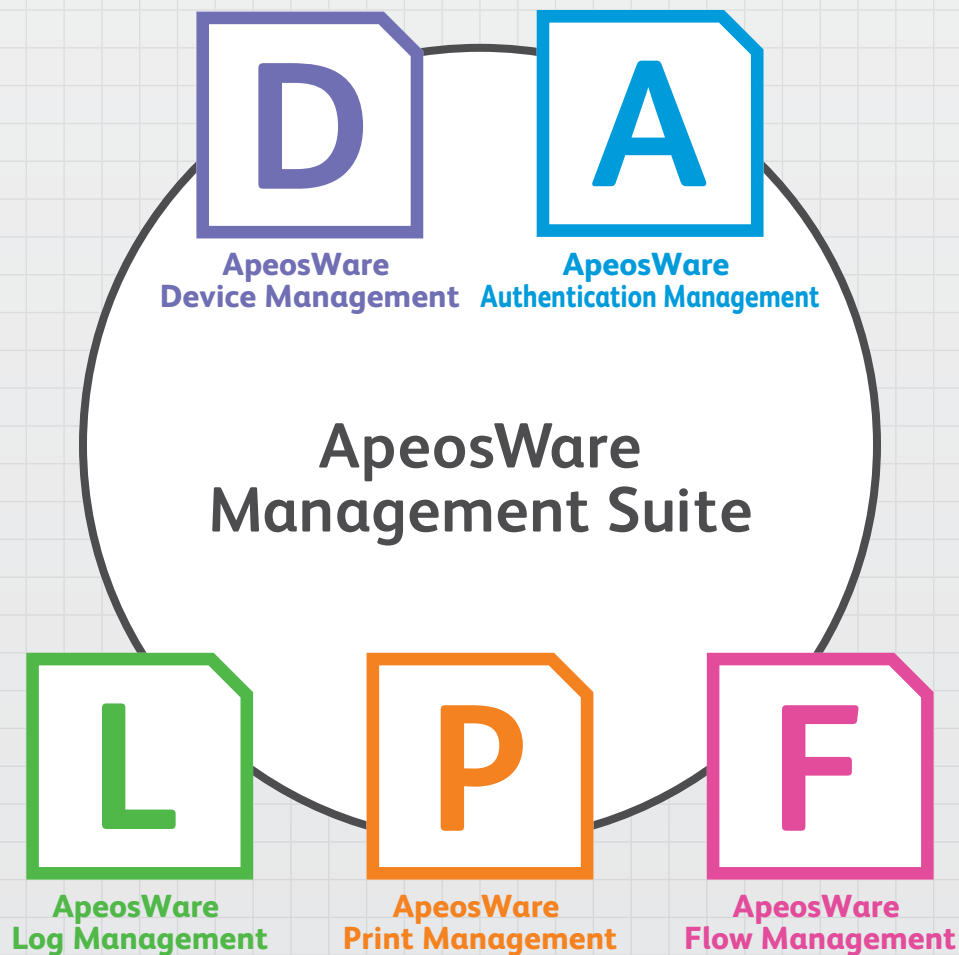 D
A
ApeosWare
Device Management
ApeosWare
Authentication Management
ApeosWare
Management Suite
L
P
F
ApeosWare
Log Management
ApeosWare
Print Management
ApeosWare
Flow Management